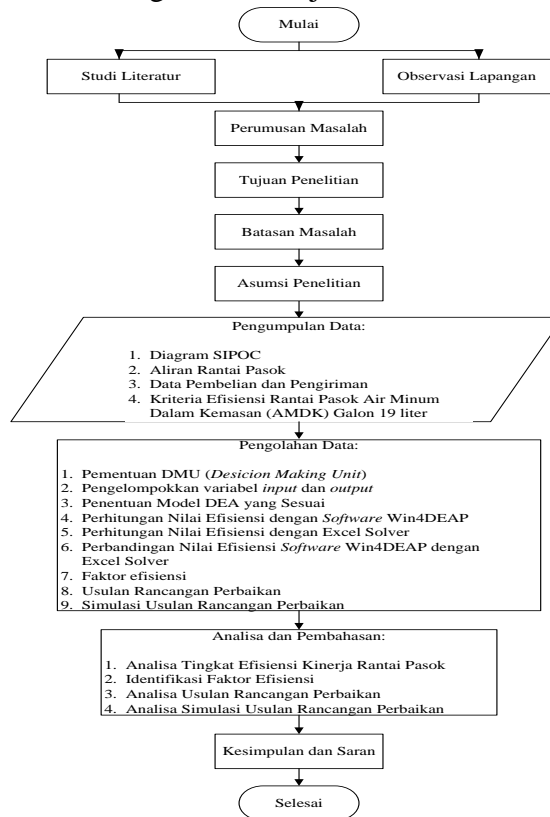 Mulai
Studi Literatur
Observasi Lapangan
Perumusan Masalah
Tujuan Penelitian
Batasan Masalah
Asumsi Penelitian
Pengumpulan Data:
1. Diagram SIPOC
2. Aliran Rantai Pasok
3. Data Pembelian dan Pengiriman
4. Kriteria Efisiensi Rantai Pasok Air Minum
Dalam Kemasan (AMDK) Galon 19 liter
Pengolahan Data:
1. Pementuan DMU (Desicion Making Unit)
2. Pengelompokkan variabel input dan output
3. Penentuan Model DEA yang Sesuai
4. Perhitungan Nilai Efisiensi dengan Software Win4DEAP
5. Perhitungan Nilai Efisiensi dengan Excel Solver
6. Perbandingan Nilai Efisiensi Software Win4DEAP dengan
Excel Solver
7. Faktor efisiensi
8. Usulan Rancangan Perbaikan
9. Simulasi Usulan Rancangan Perbaikan
Analisa dan Pembahasan:
1. Analisa Tingkat Efisiensi Kinerja Rantai Pasok
2. Identifikasi Faktor Efisiensi
3. Analisa Usulan Rancangan Perbaikan
4. Analisa Simulasi Usulan Rancangan Perbaikan
Kesimpulan dan Saran
Selesai